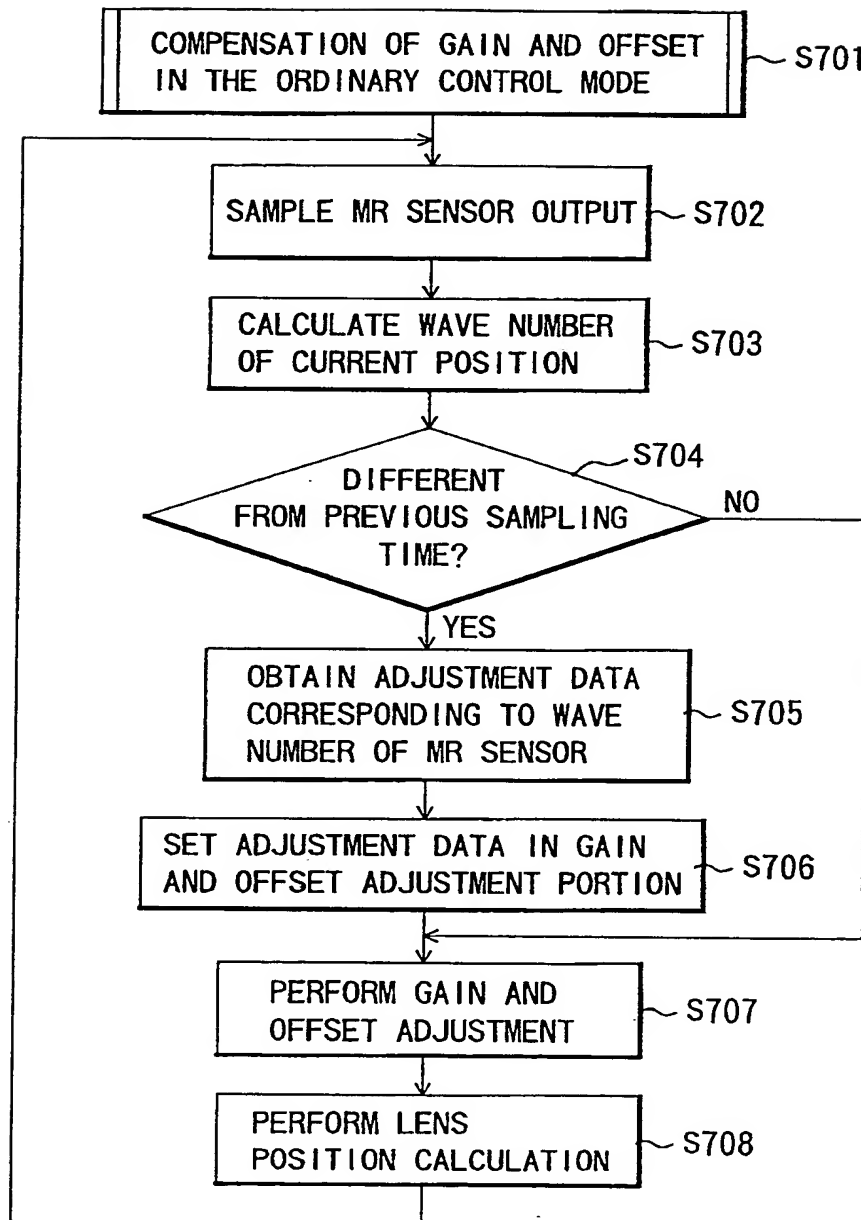 COMPENSATION OF GAIN AND OFFSET
IN THE ORDINARY CONTROL MODE
S701
SAMPLE MR SENSOR OUTPUT
S702
CALCULATE WAVE NUMBER
OF CURRENT POSITION
S703
S704
DIFFERENT
FROM PREVIOUS SAMPLING
TIME?
NO
YES
OBTAIN ADJUSTMENT DATA
CORRESPONDING TO WAVE
NUMBER OF MR SENSOR
S705
SET ADJUSTMENT DATA IN GAIN
AND OFFSET ADJUSTMENT PORTION
S706
PERFORM GAIN AND
OFFSET ADJUSTMENT
S707
PERFORM LENS
POSITION CALCULATION
S708